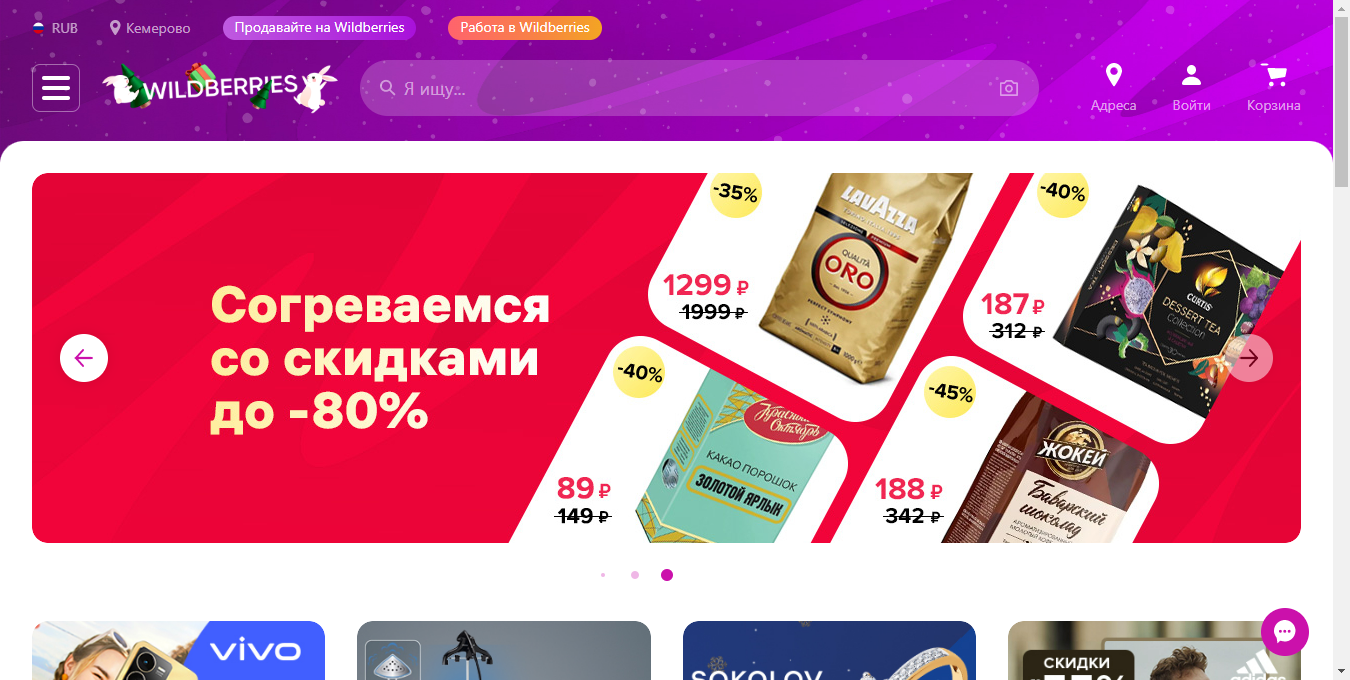 RUB
Кемерово
Продавайте на Wildberries
Работа в Wildberries
WILDBERRIES
Я ищу...
Адреса
Войти
Корзина
Согреваемся
со скидками
до -80%
-35%
LAVAZZA
QUALITÀ
ORO
PERFECT SYMPHONY
1299 ₽
1999 ₽
-40%
CURTIS
DESSERT TEA
Collection
187 ₽
312 ₽
-40%
Красный
Октябрь
КАКАО ПОРОШОК
ЗОЛОТОЙ ЯРЛЫК
89 ₽
149 ₽
-45%
ЖОКЕЙ
Баварский
шоколад
188 ₽
342 ₽
vivo
SOKOLOV
СКИДКИ
adidas